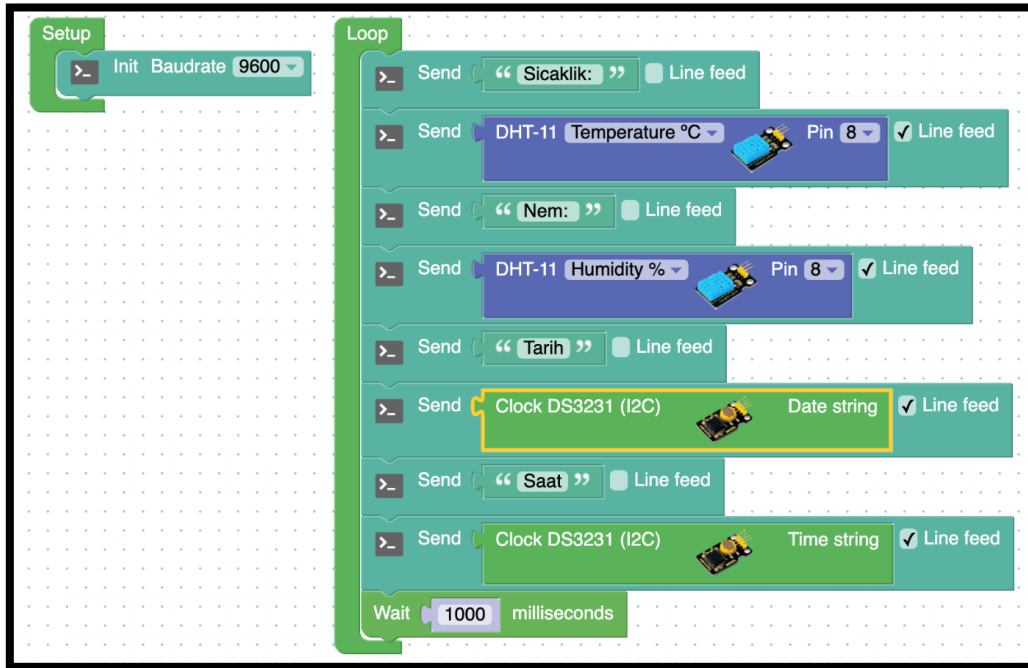 Setup
Init Baudrate 9600
Loop
Send “ Sicaklik: ” Line feed
Send DHT-11 Temperature ºC Pin 8 Line feed
Send “ Nem: ” Line feed
Send DHT-11 Humidity % Pin 8 Line feed
Send “ Tarih ” Line feed
Send Clock DS3231 (I2C) Date string Line feed
Send “ Saat ” Line feed
Send Clock DS3231 (I2C) Time string Line feed
Wait 1000 milliseconds